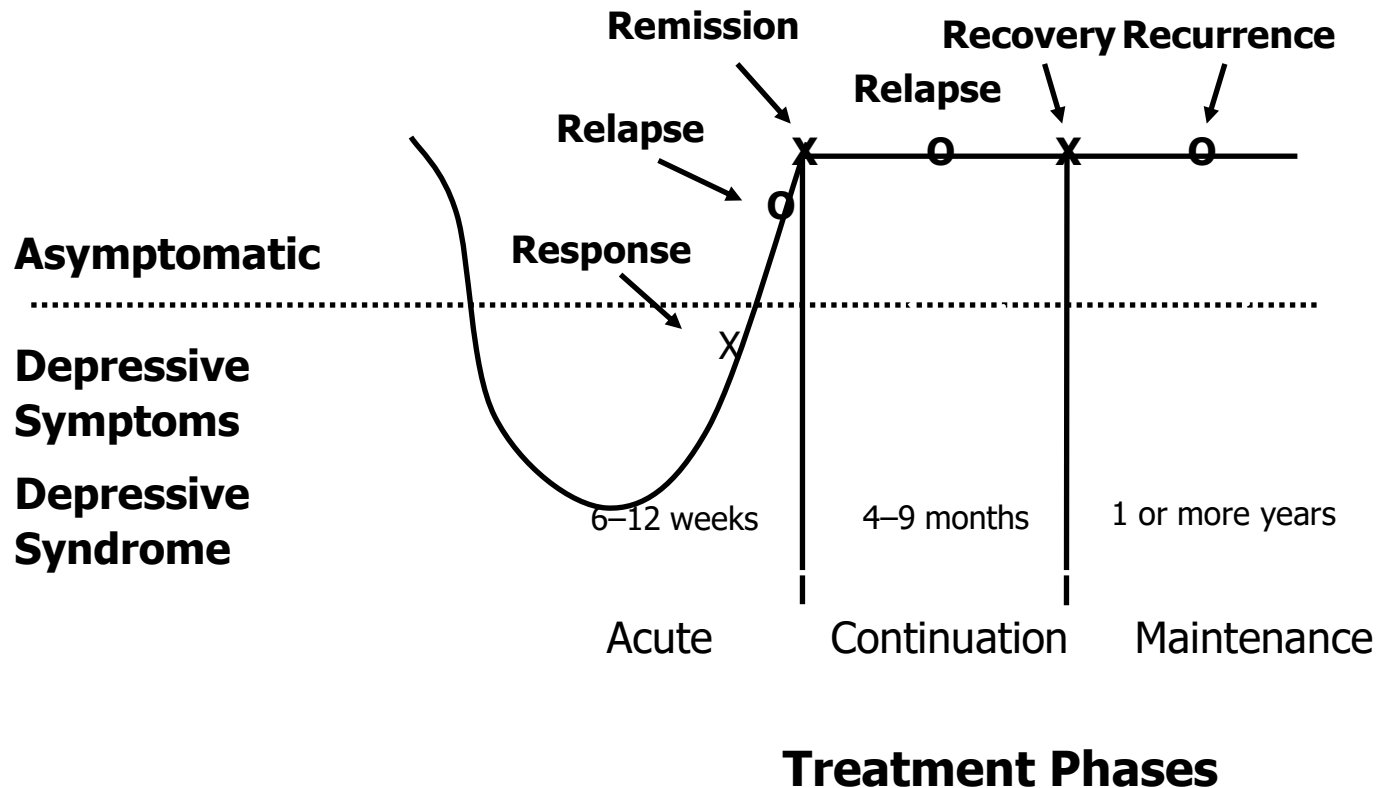 Remission
Recovery Recurrence
Relapse
Relapse
X O X O
O
Asymptomatic
Response
X
Depressive
Symptoms
Depressive
Syndrome
6–12 weeks
4–9 months
1 or more years
Acute
Continuation
Maintenance
Treatment Phases